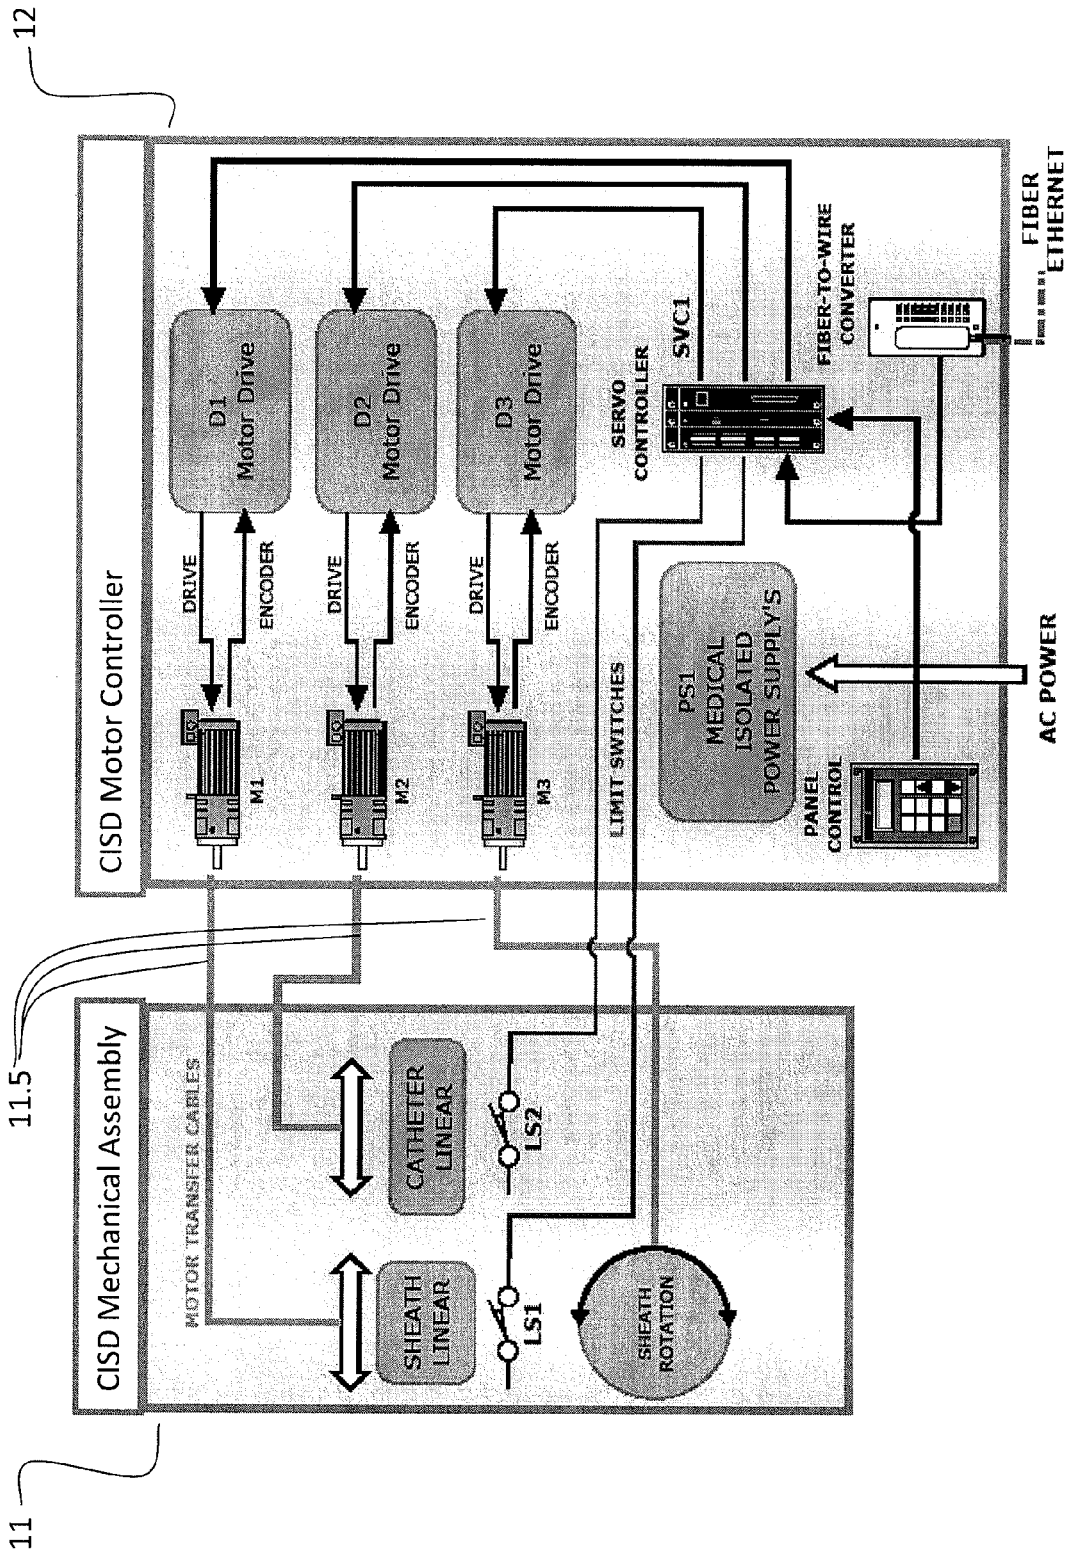 11
12
11.5
CISD Mechanical Assembly
MOTOR TRANSFER CABLES
SHEATH
LINEAR
CATHETER
LINEAR
LS1
LS2
SHEATH
ROTATION
CISD Motor Controller
M1
DRIVE
ENCODER
D1
Motor Drive
M2
DRIVE
ENCODER
D2
Motor Drive
M3
DRIVE
ENCODER
D3
Motor Drive
LIMIT SWITCHES
SERVO
CONTROLLER
SVC1
PS1
MEDICAL
ISOLATED
POWER SUPPLY'S
PANEL
CONTROL
FIBER-TO-WIRE
CONVERTER
AC POWER
FIBER
ETHERNET